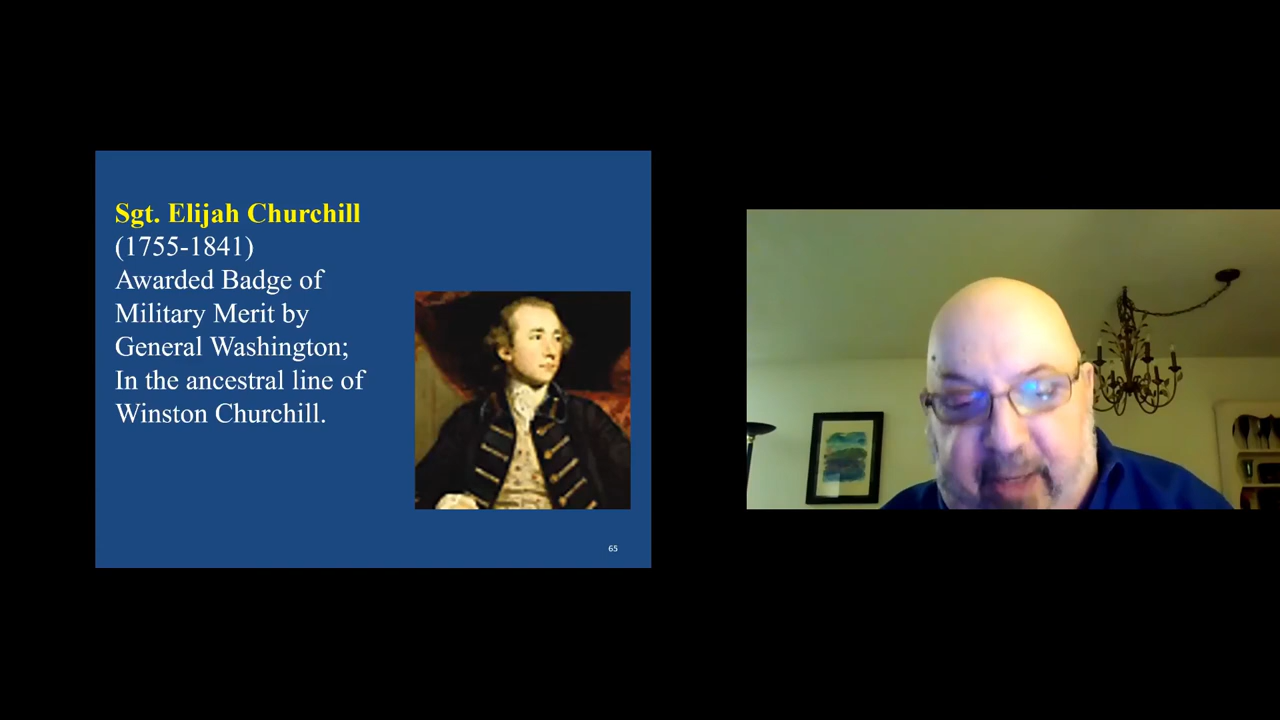 Sgt. Elijah Churchill
(1755-1841)
Awarded Badge of
Military Merit by
General Washington;
In the ancestral line of
Winston Churchill.
65